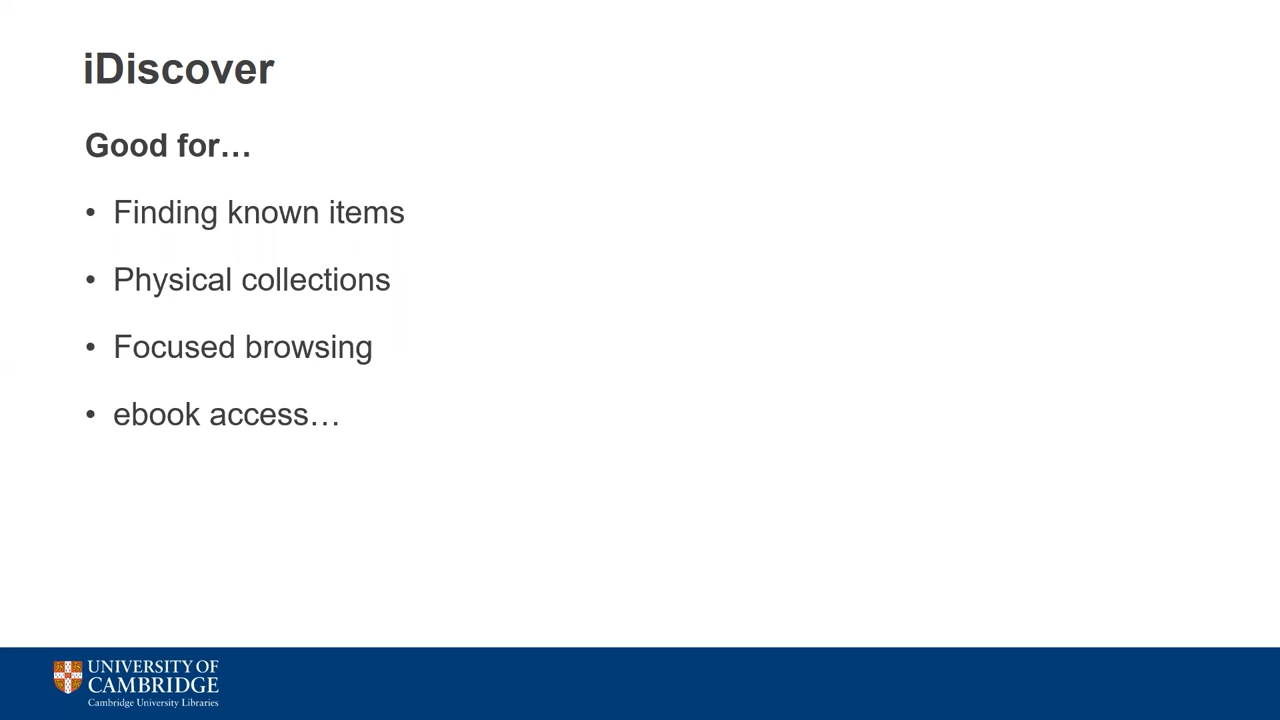 iDiscover
Good for…
• Finding known items
• Physical collections
• Focused browsing
• ebook access…
UNIVERSITY OF
CAMBRIDGE
Cambridge University Libraries